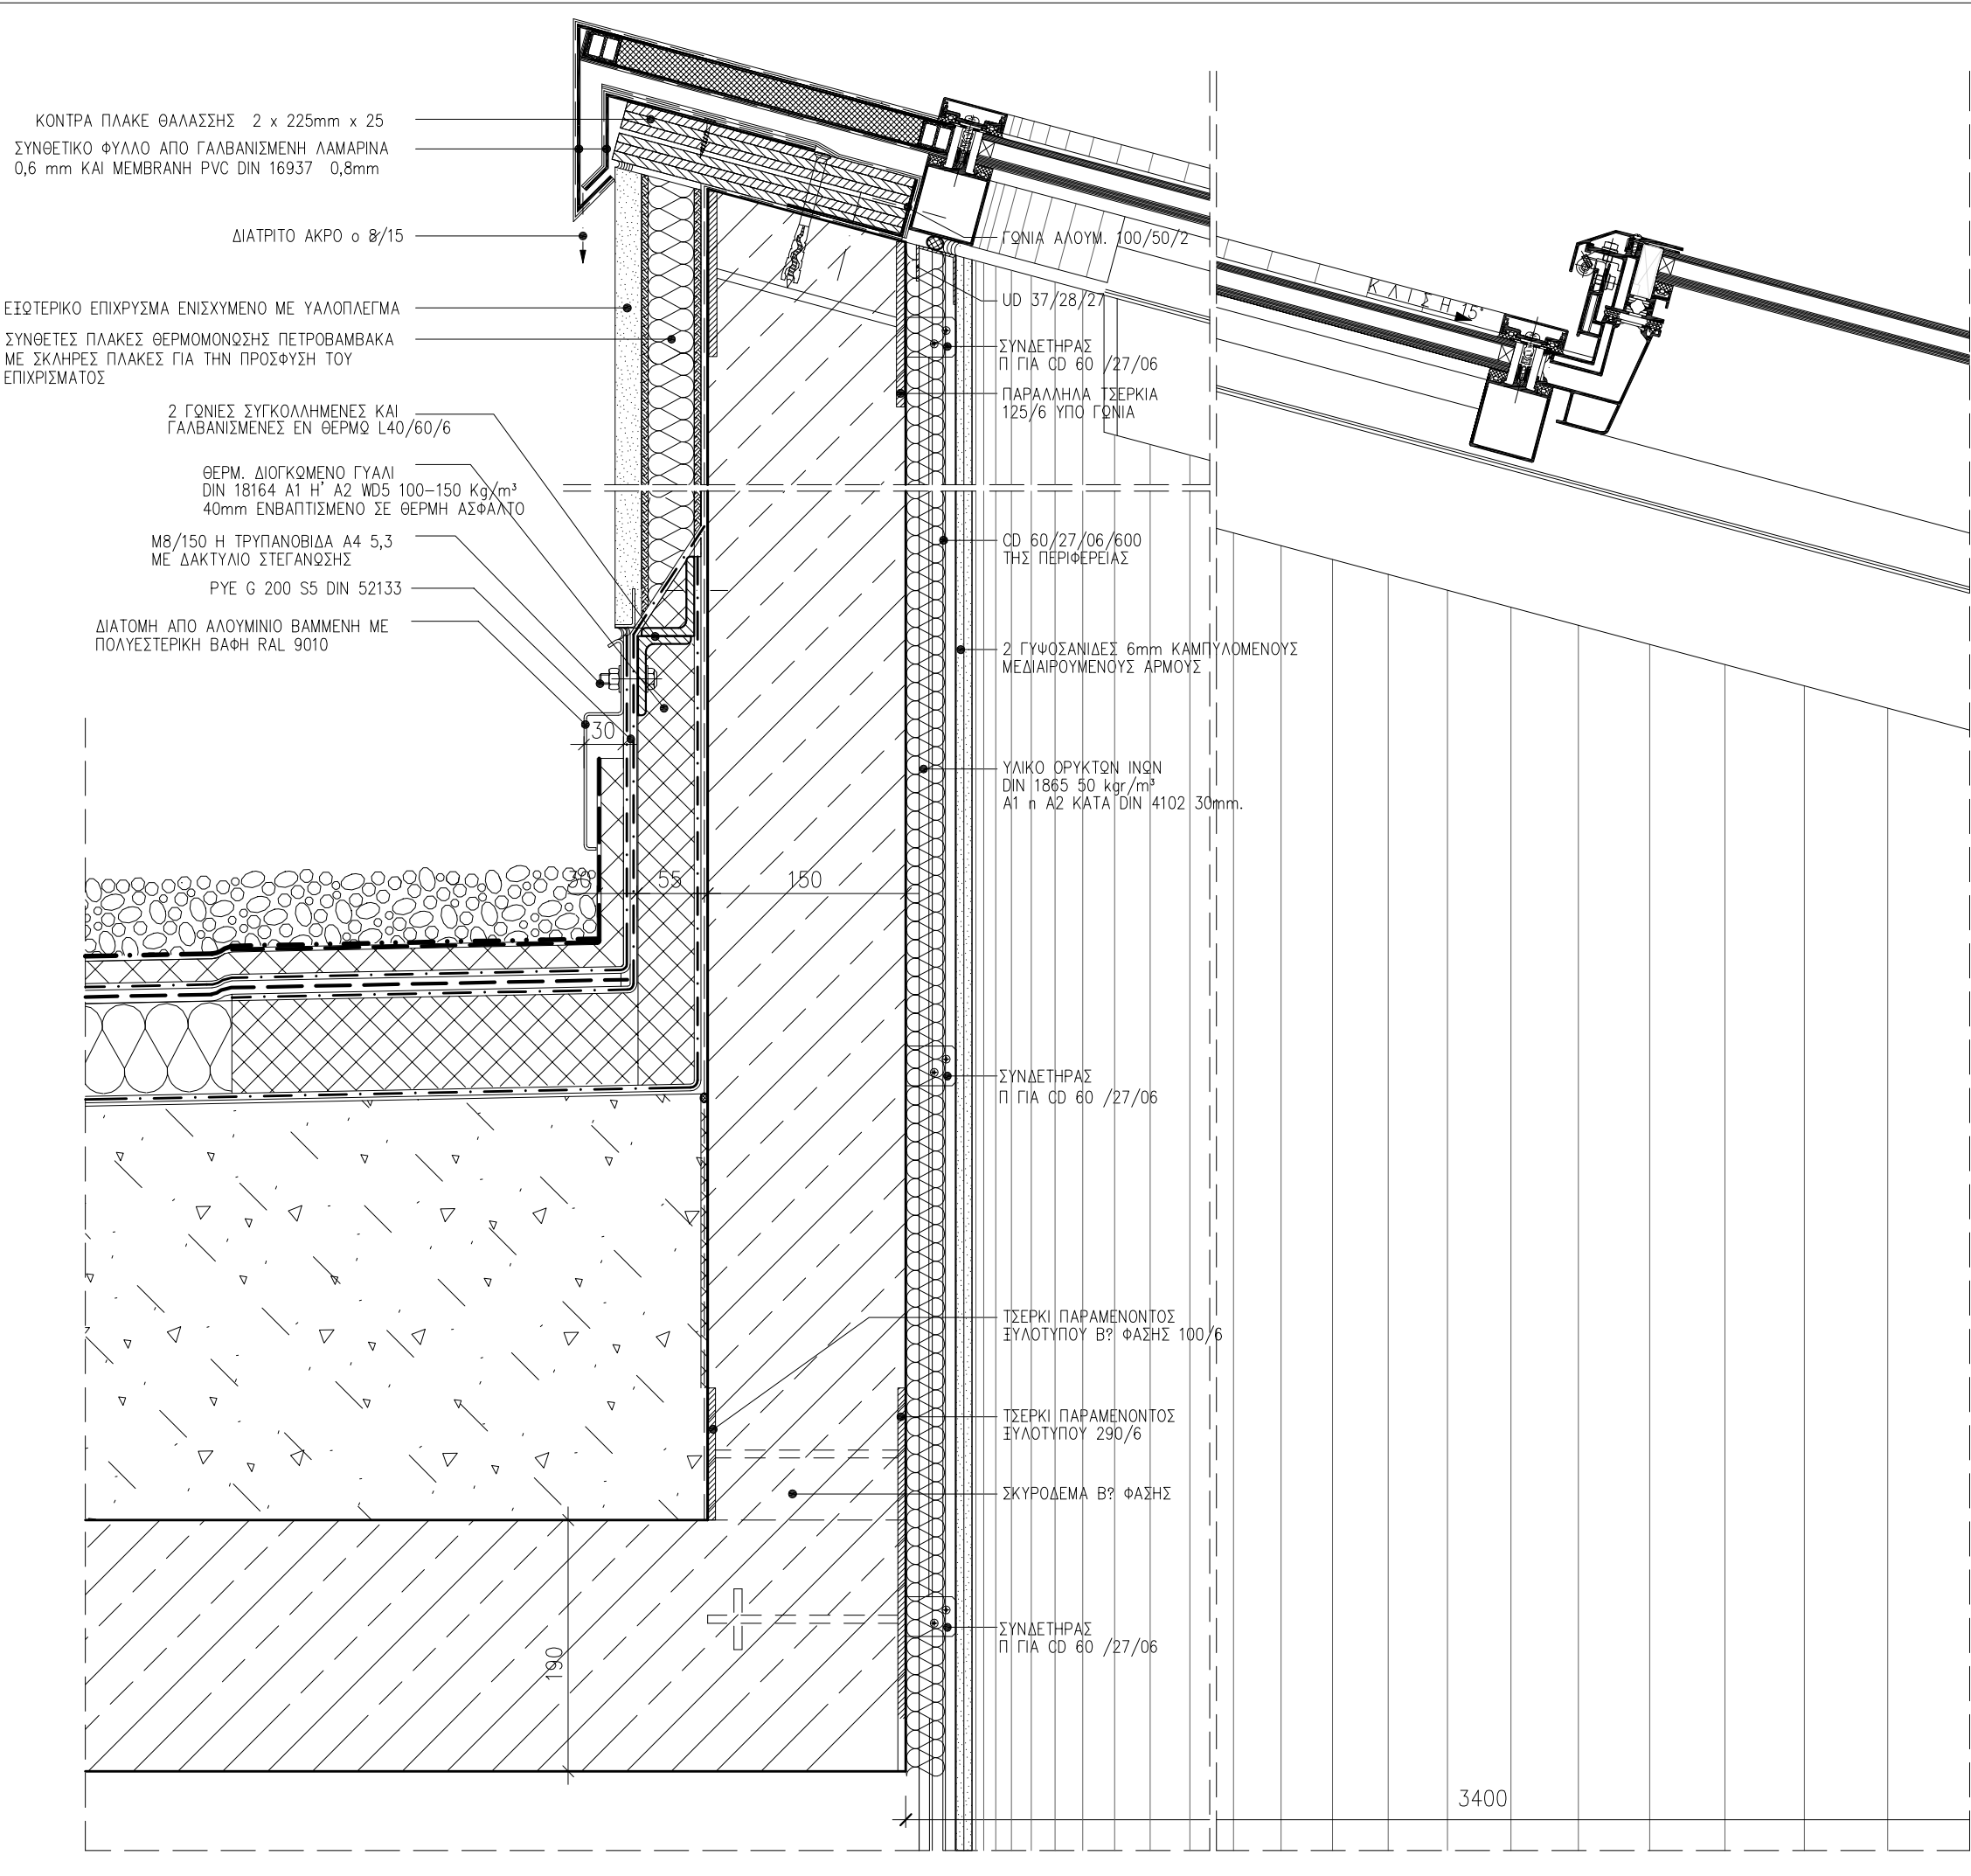 ΚΟΝΤΡΑ ΠΛΑΚΕ ΘΑΛΑΣΣΗΣ 2 x 225mm x 25
ΣΥΝΘΕΤΙΚΟ ΦΥΛΛΟ ΑΠΟ ΓΑΛΒΑΝΙΣΜΕΝΗ ΛΑΜΑΡΙΝΑ
0,6 mm ΚΑΙ ΜΕΜΒΡΑΝΗ PVC DIN 16937 0,8mm
ΔΙΑΤΡΙΤΟ ΑΚΡΟ ο 8/15
ΕΞΩΤΕΡΙΚΟ ΕΠΙΧΡΥΣΜΑ ΕΝΙΣΧΥΜΕΝΟ ΜΕ ΥΑΛΟΠΛΕΓΜΑ
ΣΥΝΘΕΤΕΣ ΠΛΑΚΕΣ ΘΕΡΜΟΜΟΝΩΣΗΣ ΠΕΤΡΟΒΑΜΒΑΚΑ
ΜΕ ΣΚΛΗΡΕΣ ΠΛΑΚΕΣ ΓΙΑ ΤΗΝ ΠΡΟΣΦΥΣΗ ΤΟΥ
ΕΠΙΧΡΙΣΜΑΤΟΣ
2 ΓΩΝΙΕΣ ΣΥΓΚΟΛΛΗΜΕΝΕΣ ΚΑΙ
ΓΑΛΒΑΝΙΣΜΕΝΕΣ ΕΝ ΘΕΡΜΩ L40/60/6
ΘΕΡΜ. ΔΙΟΓΚΩΜΕΝΟ ΓΥΑΛΙ
DIN 18164 A1 Η' A2 WD5 100-150 Kg/m³
40mm ΕΝΒΑΠΤΙΣΜΕΝΟ ΣΕ ΘΕΡΜΗ ΑΣΦΑΛΤΟ
M8/150 Η ΤΡΥΠΑΝΟΒΙΔΑ A4 5,3
ΜΕ ΔΑΚΤΥΛΙΟ ΣΤΕΓΑΝΩΣΗΣ
PYE G 200 S5 DIN 52133
ΔΙΑΤΟΜΗ ΑΠΟ ΑΛΟΥΜΙΝΙΟ ΒΑΜΜΕΝΗ ΜΕ
ΠΟΛΥΕΣΤΕΡΙΚΗ ΒΑΦΗ RAL 9010
30
30 55 150
190
ΓΩΝΙΑ ΑΛΟΥΜ. 100/50/2
UD 37/28/27
ΣΥΝΔΕΤΗΡΑΣ
Π ΓΙΑ CD 60 /27/06
ΠΑΡΑΛΛΗΛΑ ΤΣΕΡΚΙΑ
125/6 ΥΠΟ ΓΩΝΙΑ
CD 60/27/06/600
ΤΗΣ ΠΕΡΙΦΕΡΕΙΑΣ
2 ΓΥΨΟΣΑΝΙΔΕΣ 6mm ΚΑΜΠΥΛΟΜΕΝΟΥΣ
ΜΕΔΙΑΙΡΟΥΜΕΝΟΥΣ ΑΡΜΟΥΣ
ΥΛΙΚΟ ΟΡΥΚΤΩΝ ΙΝΩΝ
DIN 1865 50 kgr/m³
A1 η A2 ΚΑΤΑ DIN 4102 30mm.
ΣΥΝΔΕΤΗΡΑΣ
Π ΓΙΑ CD 60 /27/06
ΤΣΕΡΚΙ ΠΑΡΑΜΕΝΟΝΤΟΣ
ΞΥΛΟΤΥΠΟΥ Β? ΦΑΣΗΣ 100/6
ΤΣΕΡΚΙ ΠΑΡΑΜΕΝΟΝΤΟΣ
ΞΥΛΟΤΥΠΟΥ 290/6
ΣΚΥΡΟΔΕΜΑ Β? ΦΑΣΗΣ
ΣΥΝΔΕΤΗΡΑΣ
Π ΓΙΑ CD 60 /27/06
ΚΛΙΣΗ 15°
3400